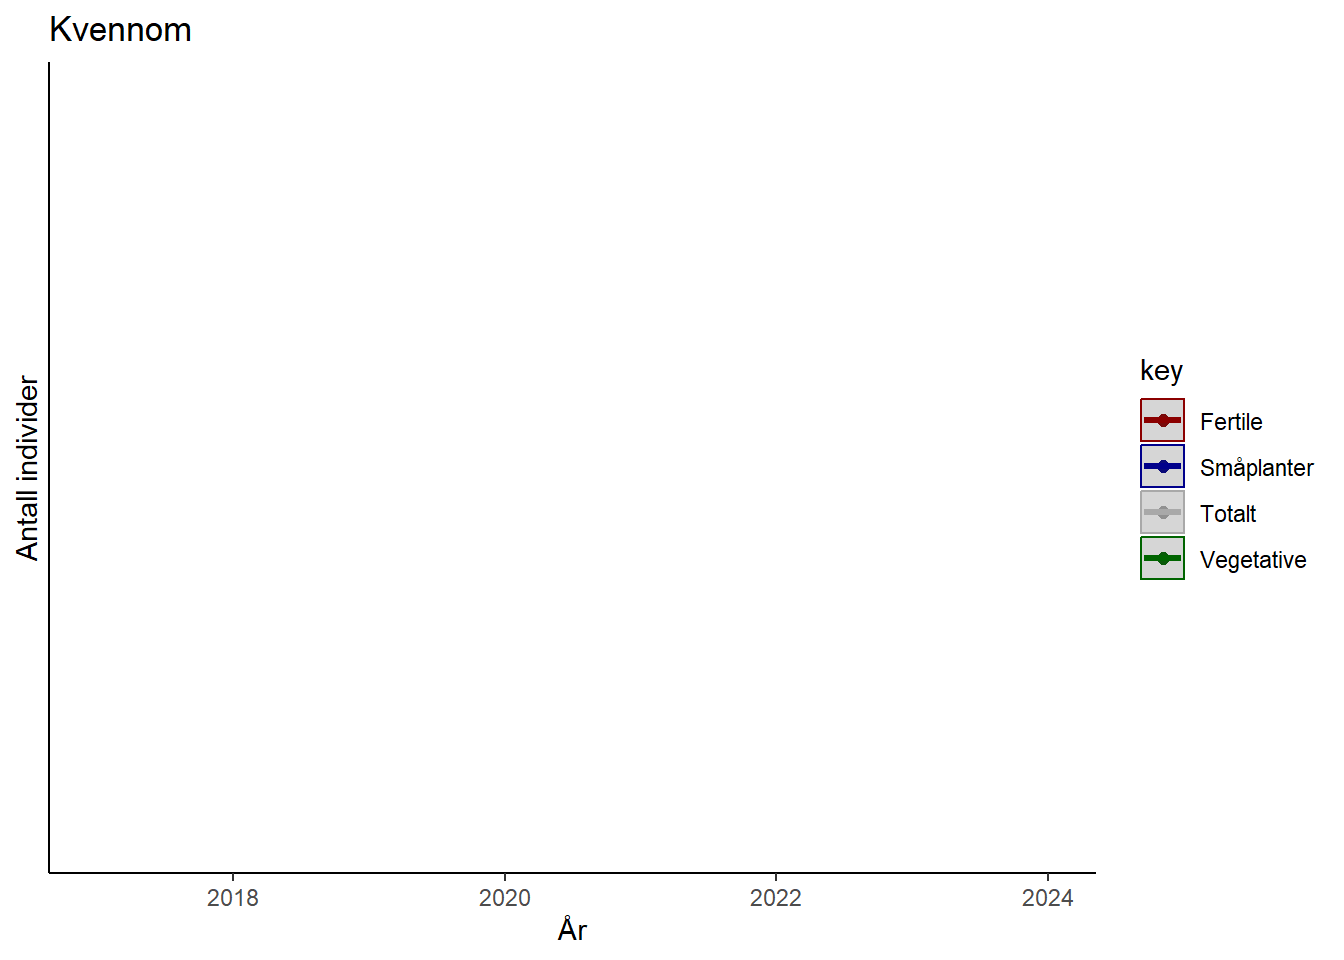 Kvennom
Antall individer
2018
2020
2022
2024
År
key
Fertile
Småplanter
Totalt
Vegetative